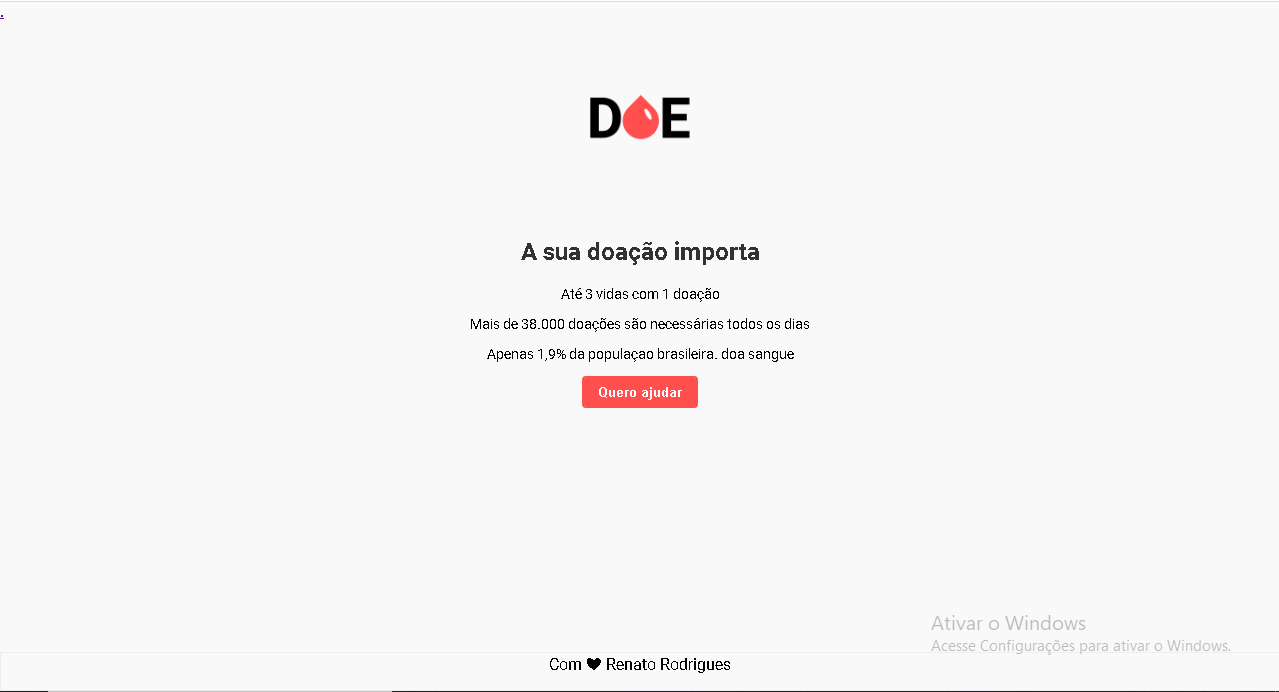 .
DOE
A sua doação importa
Até 3 vidas com 1 doação
Mais de 38.000 doações são necessárias todos os dias
Apenas 1,9% da populaçao brasileira. doa sangue
Quero ajudar
Ativar o Windows
Acesse Configurações para ativar o Windows.
Com ♥ Renato Rodrigues